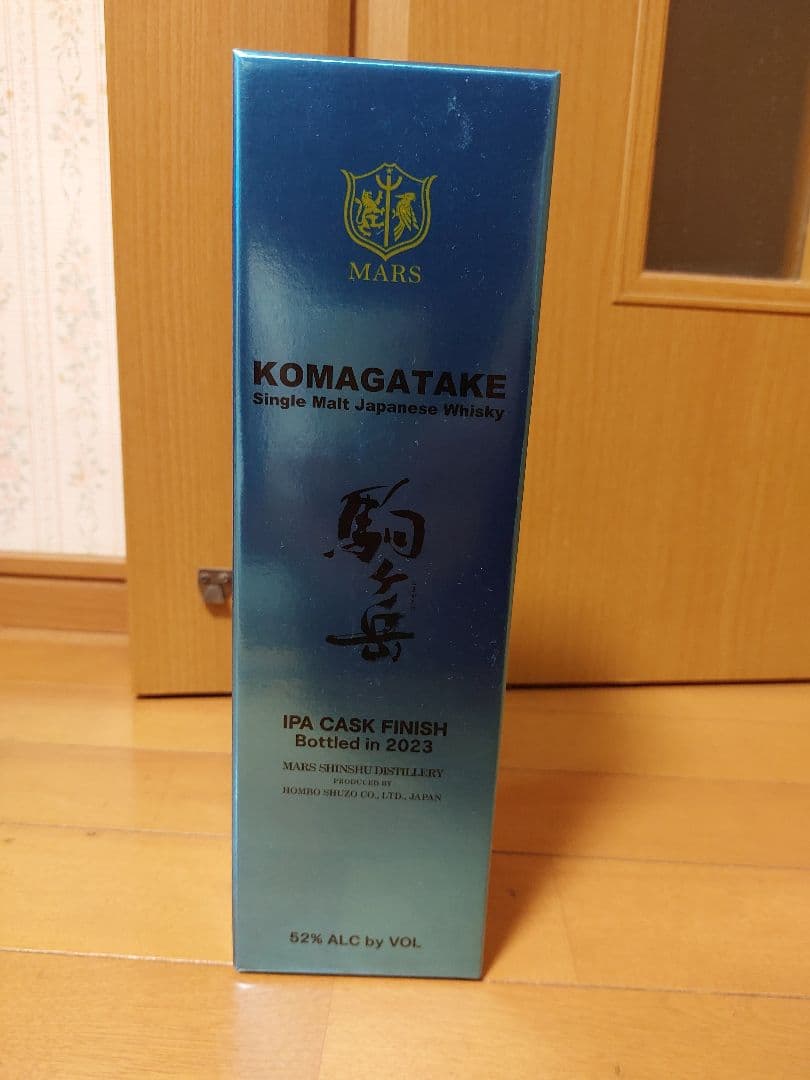 MARS
KOMAGATAKE
Single Malt Japanese Whisky
駒ヶ岳
IPA CASK FINISH
Bottled in 2023
MARS SHINSHU DISTILLERY
PRODUCED BY
HOMBO SHUZO CO., LTD., JAPAN
52% ALC by VOL